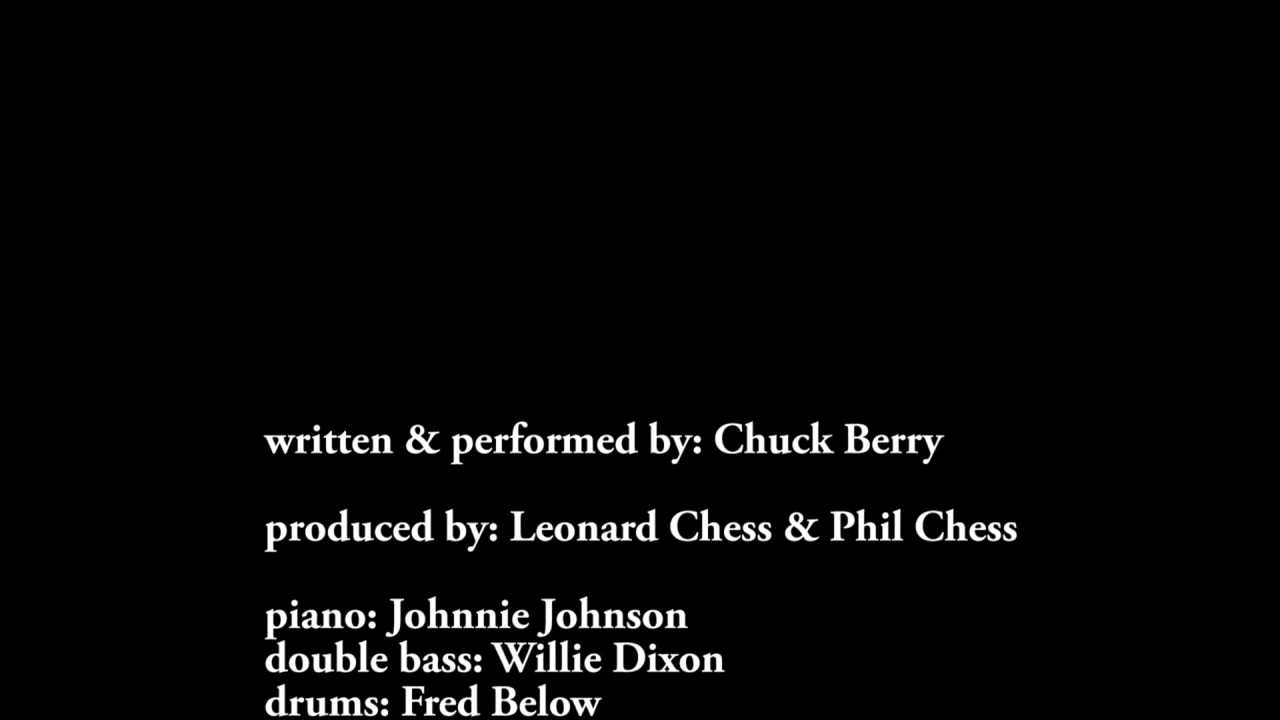 written & performed by: Chuck Berry
produced by: Leonard Chess & Phil Chess
piano: Johnnie Johnson
double bass: Willie Dixon
drums: Fred Below